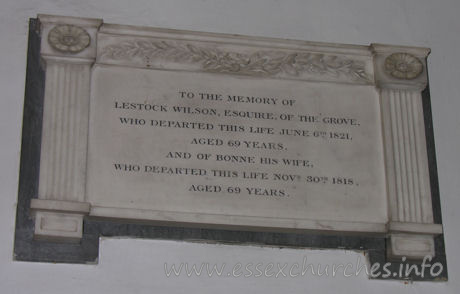 TO THE MEMORY OF
LESTOCK WILSON, ESQUIRE, OF THE GROVE,
WHO DEPARTED THIS LIFE JUNE 6TH 1821,
AGED 69 YEARS.
AND OF BONNE HIS WIFE,
WHO DEPARTED THIS LIFE NOVR 30TH 1818,
AGED 69 YEARS.
www.essexchurches.info